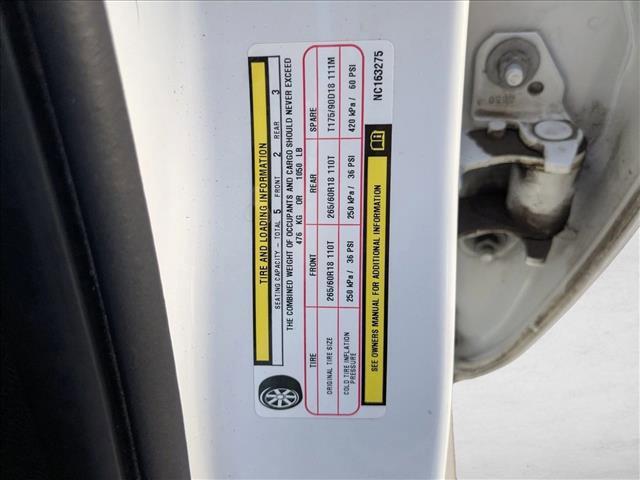 TIRE AND LOADING INFORMATION
SEATING CAPACITY - TOTAL 5 FRONT 2 REAR 3
THE COMBINED WEIGHT OF OCCUPANTS AND CARGO SHOULD NEVER EXCEED
476 KG OR 1050 LB
TIRE FRONT REAR SPARE
ORIGINAL TIRE SIZE 265/60R18 110T 265/60R18 110T T175/90D18 111M
COLD TIRE INFLATION
PRESSURE 250 kPa / 36 PSI 250 kPa / 36 PSI 420 kPa / 60 PSI
SEE OWNERS MANUAL FOR ADDITIONAL INFORMATION
NC163275